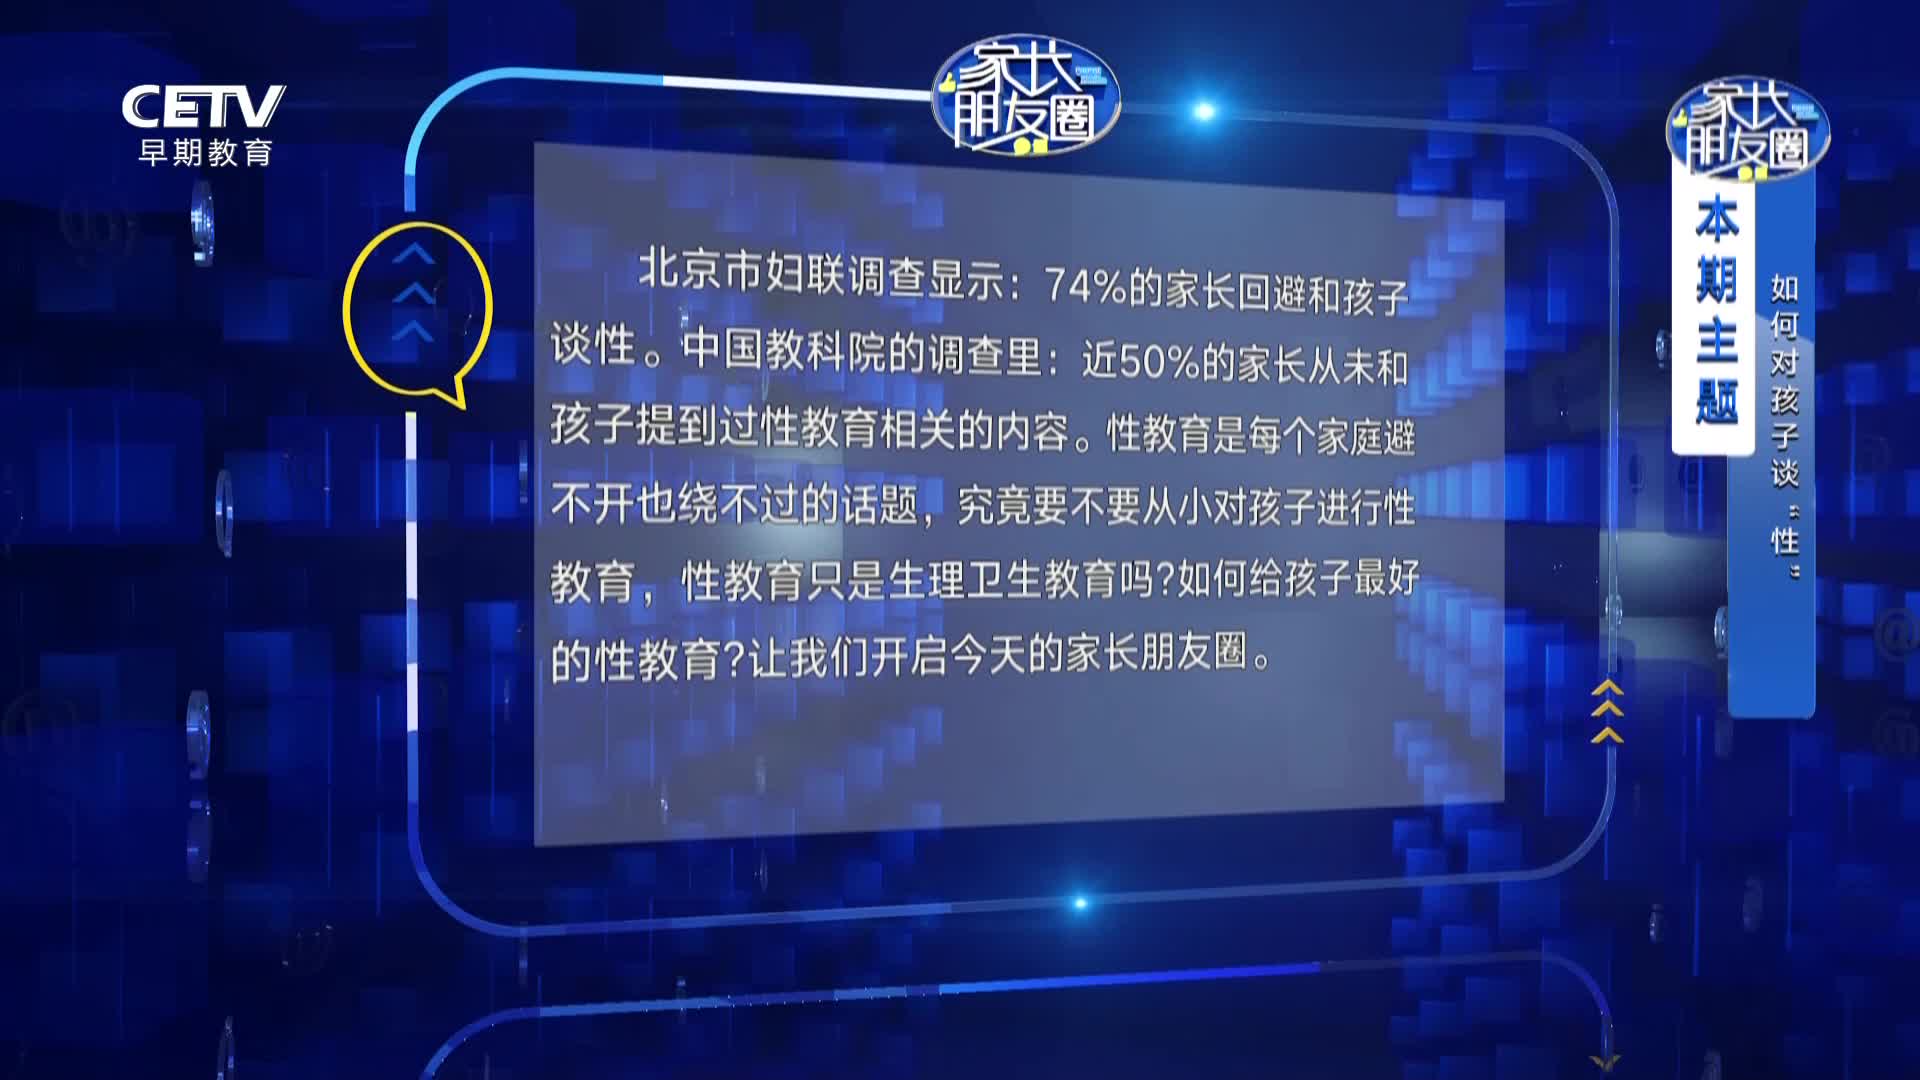 CETV
早期教育
家长
朋友圈
北京市妇联调查显示：74%的家长回避和孩子
谈性。中国教科院的调查里：近50%的家长从未和
孩子提到过性教育相关的内容。性教育是每个家庭避
不开也绕不过的话题，究竟要不要从小对孩子进行性
教育，性教育只是生理卫生教育吗?如何给孩子最好
的性教育?让我们开启今天的家长朋友圈。
家长
朋友圈
本期主题
如何对孩子谈“性”